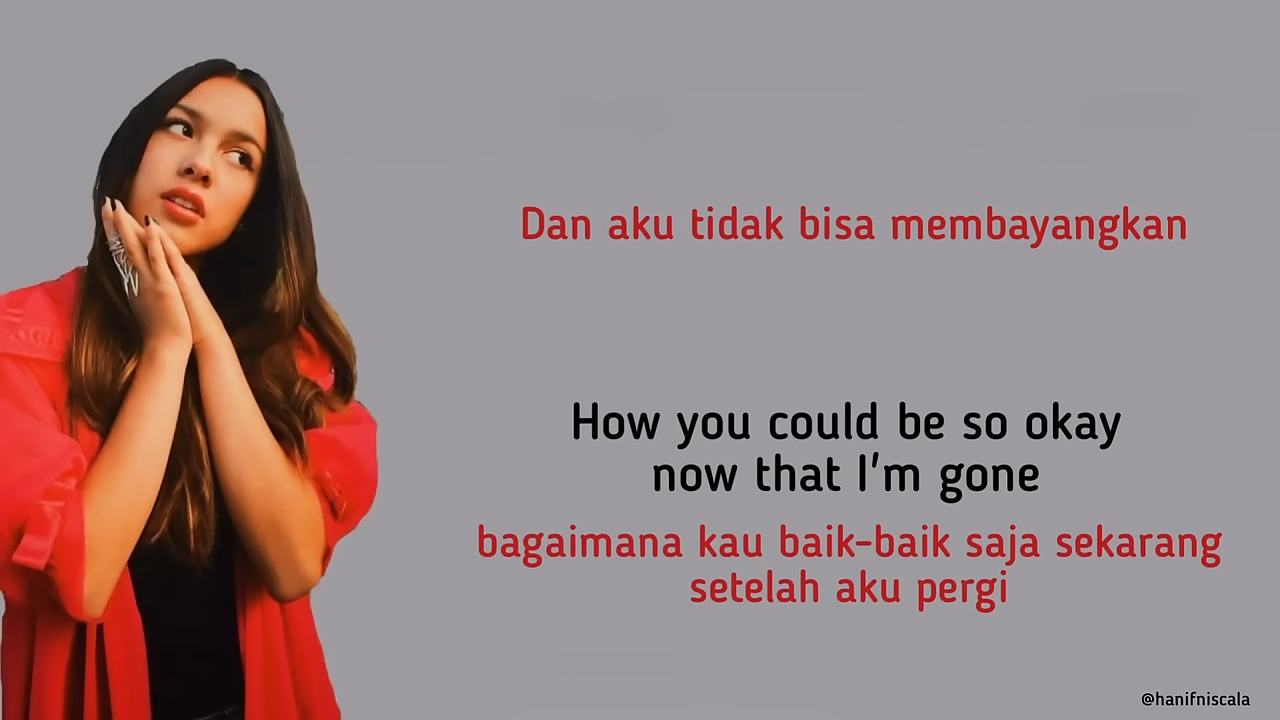 Dan aku tidak bisa membayangkan
How you could be so okay
now that I'm gone
bagaimana kau baik-baik saja sekarang
setelah aku pergi
@hanifniscala